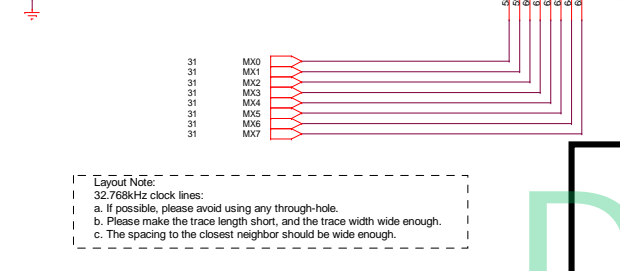 31 MX0
31 MX1
31 MX2
31 MX3
31 MX4
31 MX5
31 MX6
31 MX7
Layout Note:
32.768kHz clock lines:
a. If possible, please avoid using any through-hole.
b. Please make the trace length short, and the trace width wide enough.
c. The spacing to the closest neighbor should be wide enough.